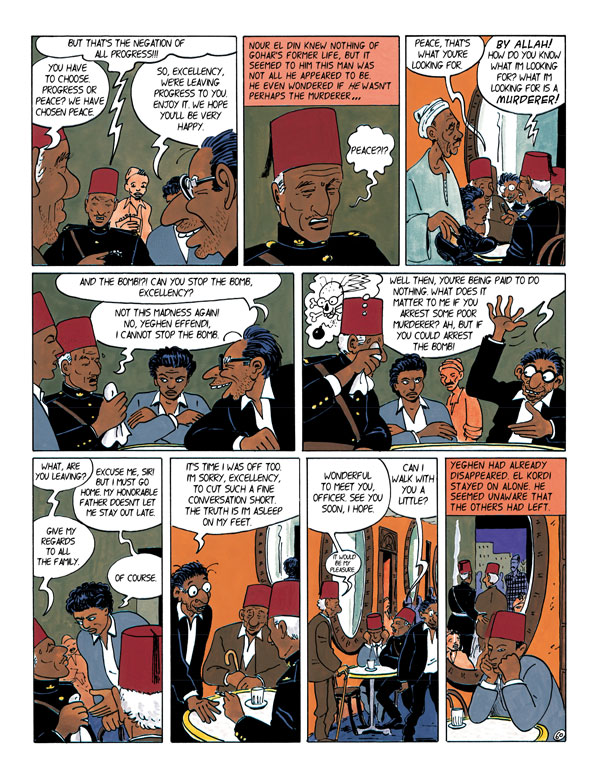 BUT THAT'S THE NEGATION OF
ALL PROGRESS!!!
YOU HAVE
TO CHOOSE.
PROGRESS OR
PEACE? WE HAVE
CHOSEN PEACE.
SO, EXCELLENCY,
WE'RE LEAVING
PROGRESS TO YOU.
ENJOY IT. WE HOPE
YOU'LL BE VERY
HAPPY.
NOUR EL DIN KNEW NOTHING OF
GOHAR'S FORMER LIFE, BUT IT
SEEMED TO HIM THIS MAN WAS
NOT ALL HE APPEARED TO BE.
HE EVEN WONDERED IF HE WASN'T
PERHAPS THE MURDERER...
PEACE?!?
PEACE, THAT'S
WHAT YOU'RE
LOOKING FOR.
BY ALLAH!
HOW DO YOU KNOW
WHAT I'M LOOKING
FOR? WHAT I'M
LOOKING FOR IS A
MURDERER!
AND THE BOMB!?! CAN YOU STOP THE BOMB,
EXCELLENCY?
NOT THIS MADNESS AGAIN!
NO, YEGHEN EFFENDI,
I CANNOT STOP THE BOMB.
WELL THEN, YOU'RE BEING PAID TO DO
NOTHING. WHAT DOES IT
MATTER TO ME IF YOU
ARREST SOME POOR
MURDERER? AH, BUT IF
YOU COULD ARREST
THE BOMB!
WHAT, ARE
YOU LEAVING?
EXCUSE ME, SIR!
BUT I MUST GO
HOME. MY HONORABLE
FATHER DOESN'T LET
ME STAY OUT LATE.
GIVE MY
REGARDS
TO ALL
THE FAMILY.
OF COURSE.
IT'S TIME I WAS OFF TOO.
I'M SORRY, EXCELLENCY,
TO CUT SUCH A FINE
CONVERSATION SHORT.
THE TRUTH IS I'M ASLEEP
ON MY FEET.
WONDERFUL
TO MEET YOU,
OFFICER. SEE YOU
SOON, I HOPE.
CAN I
WALK WITH
YOU A
LITTLE?
IT WOULD
BE MY
PLEASURE.
YEGHEN HAD ALREADY
DISAPPEARED. EL KORDI
STAYED ON ALONE. HE
SEEMED UNAWARE THAT
THE OTHERS HAD LEFT.